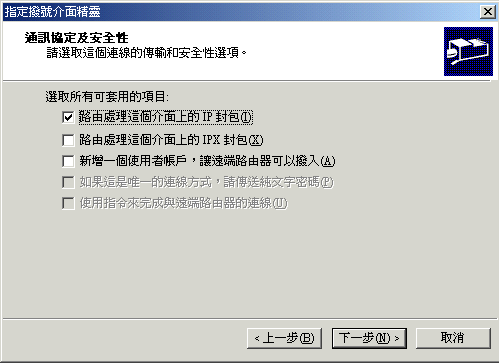 指定撥號介面精靈
通訊協定及安全性
請選取這個連線的傳輸和安全性選項。
選取所有可套用的項目:
路由處理這個介面上的 IP 封包(I)
路由處理這個介面上的 IPX 封包(X)
新增一個使用者帳戶，讓遠端路由器可以撥入(A)
如果這是唯一的連線方式，請傳送純文字密碼(P)
使用指令來完成與遠端路由器的連線(U)
< 上一步(B)
下一步(N) >
取消